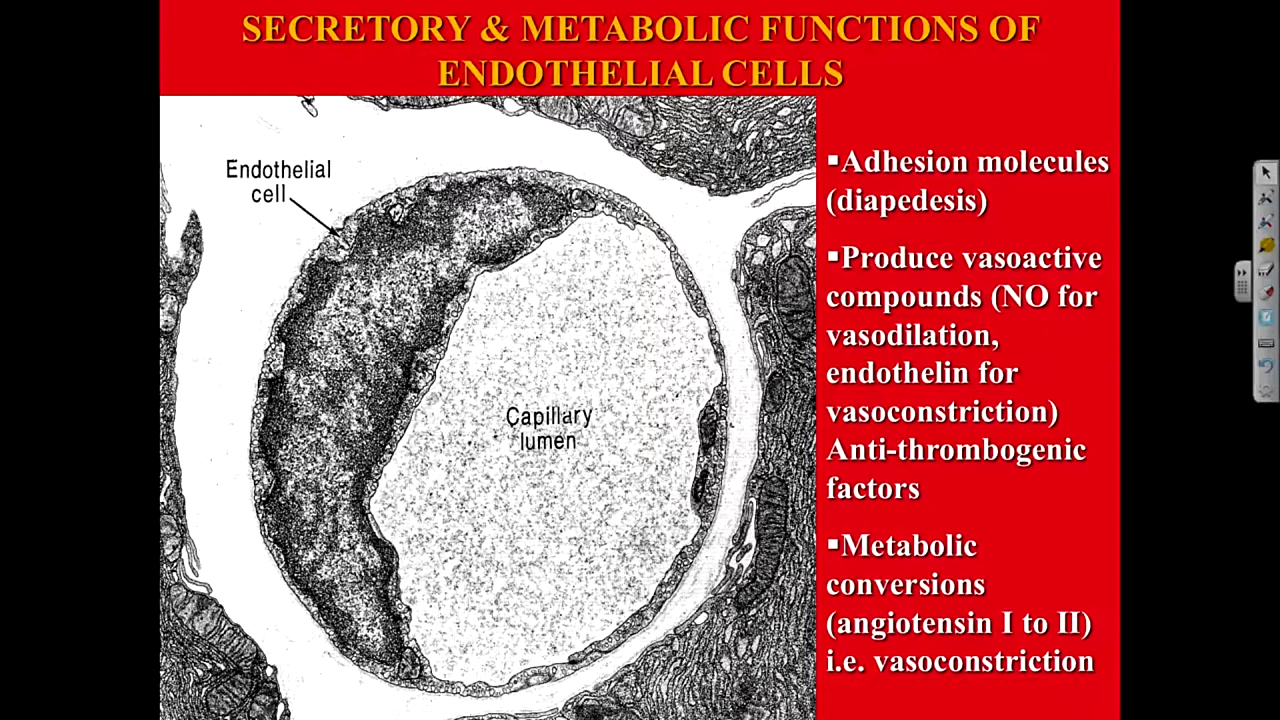 SECRETORY & METABOLIC FUNCTIONS OF
ENDOTHELIAL CELLS
Endothelial
cell
Capillary
lumen
▪Adhesion molecules
(diapedesis)
▪Produce vasoactive
compounds (NO for
vasodilation,
endothelin for
vasoconstriction)
Anti-thrombogenic
factors
▪Metabolic
conversions
(angiotensin I to II)
i.e. vasoconstriction